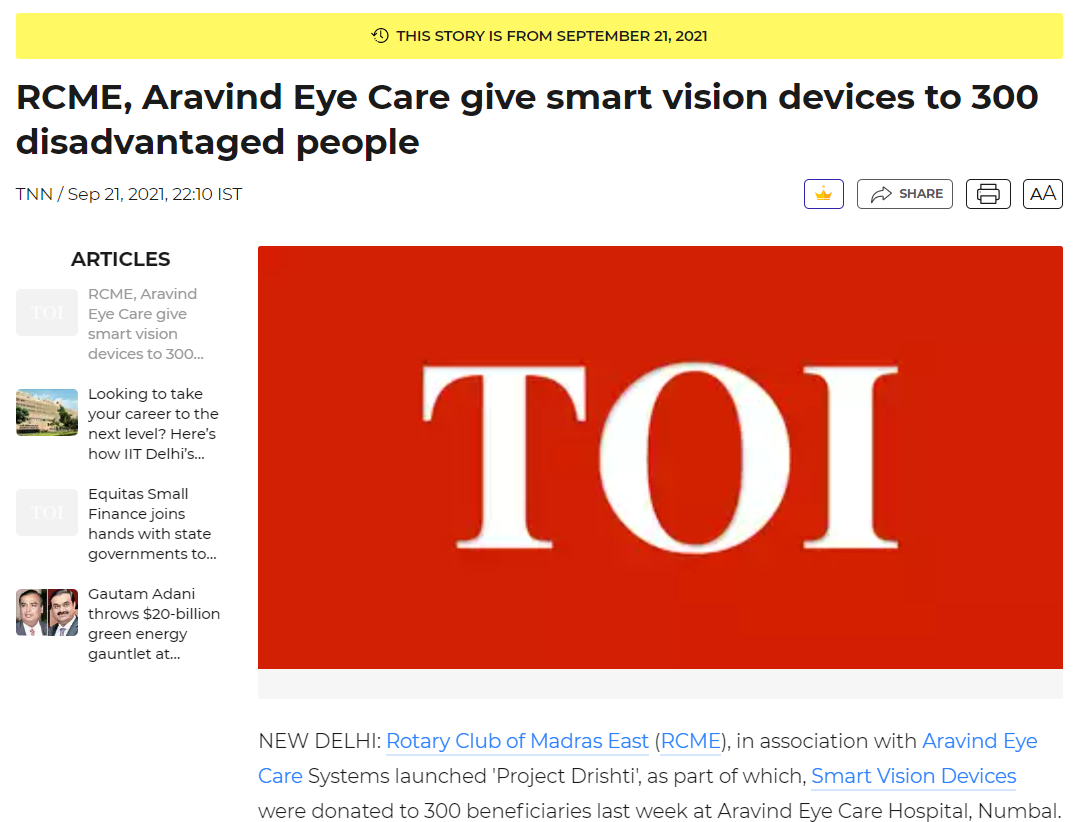 THIS STORY IS FROM SEPTEMBER 21, 2021
RCME, Aravind Eye Care give smart vision devices to 300
disadvantaged people
TNN / Sep 21, 2021, 22:10 IST
SHARE
AA
ARTICLES
TOI
RCME, Aravind
Eye Care give
smart vision
devices to 300...
Looking to take
your career to the
next level? Here's
how IIT Delhi's...
TOI
Equitas Small
Finance joins
hands with state
governments to...
Gautam Adani
throws $20-billion
green energy
gauntlet at...
TOI
NEW DELHI: Rotary Club of Madras East (RCME), in association with Aravind Eye
Care Systems launched 'Project Drishti', as part of which, Smart Vision Devices
were donated to 300 beneficiaries last week at Aravind Eye Care Hospital, Numbal.